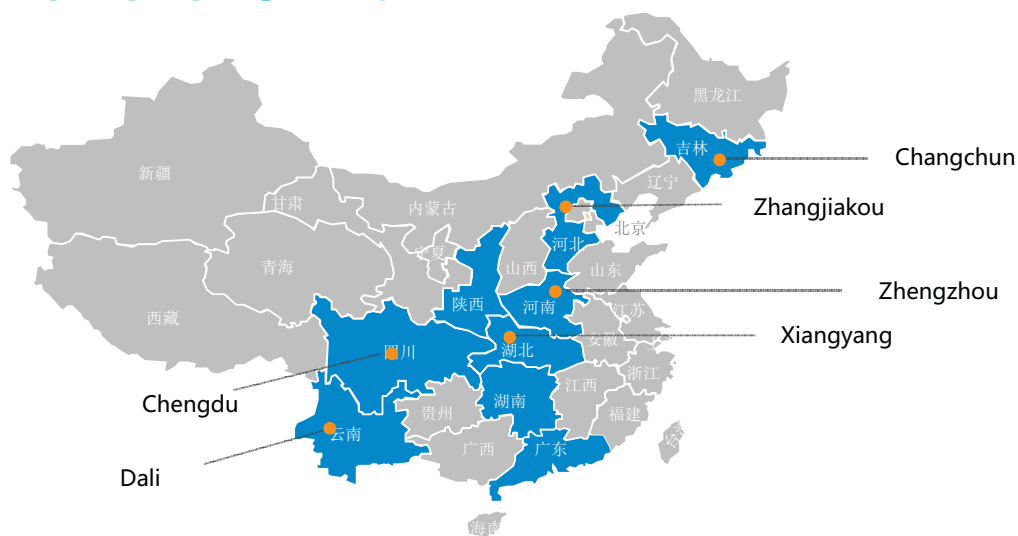 黑龙江
吉林
Changchun
辽宁
新疆
甘肃
内蒙古
Zhangjiakou
北京
河北
宁夏
山西
山东
青海
Zhengzhou
陕西
河南
江苏
西藏
Xiangyang
安徽
湖北
四川
浙江
江西
Chengdu
湖南
贵州
福建
云南
广西
广东
Dali
海南